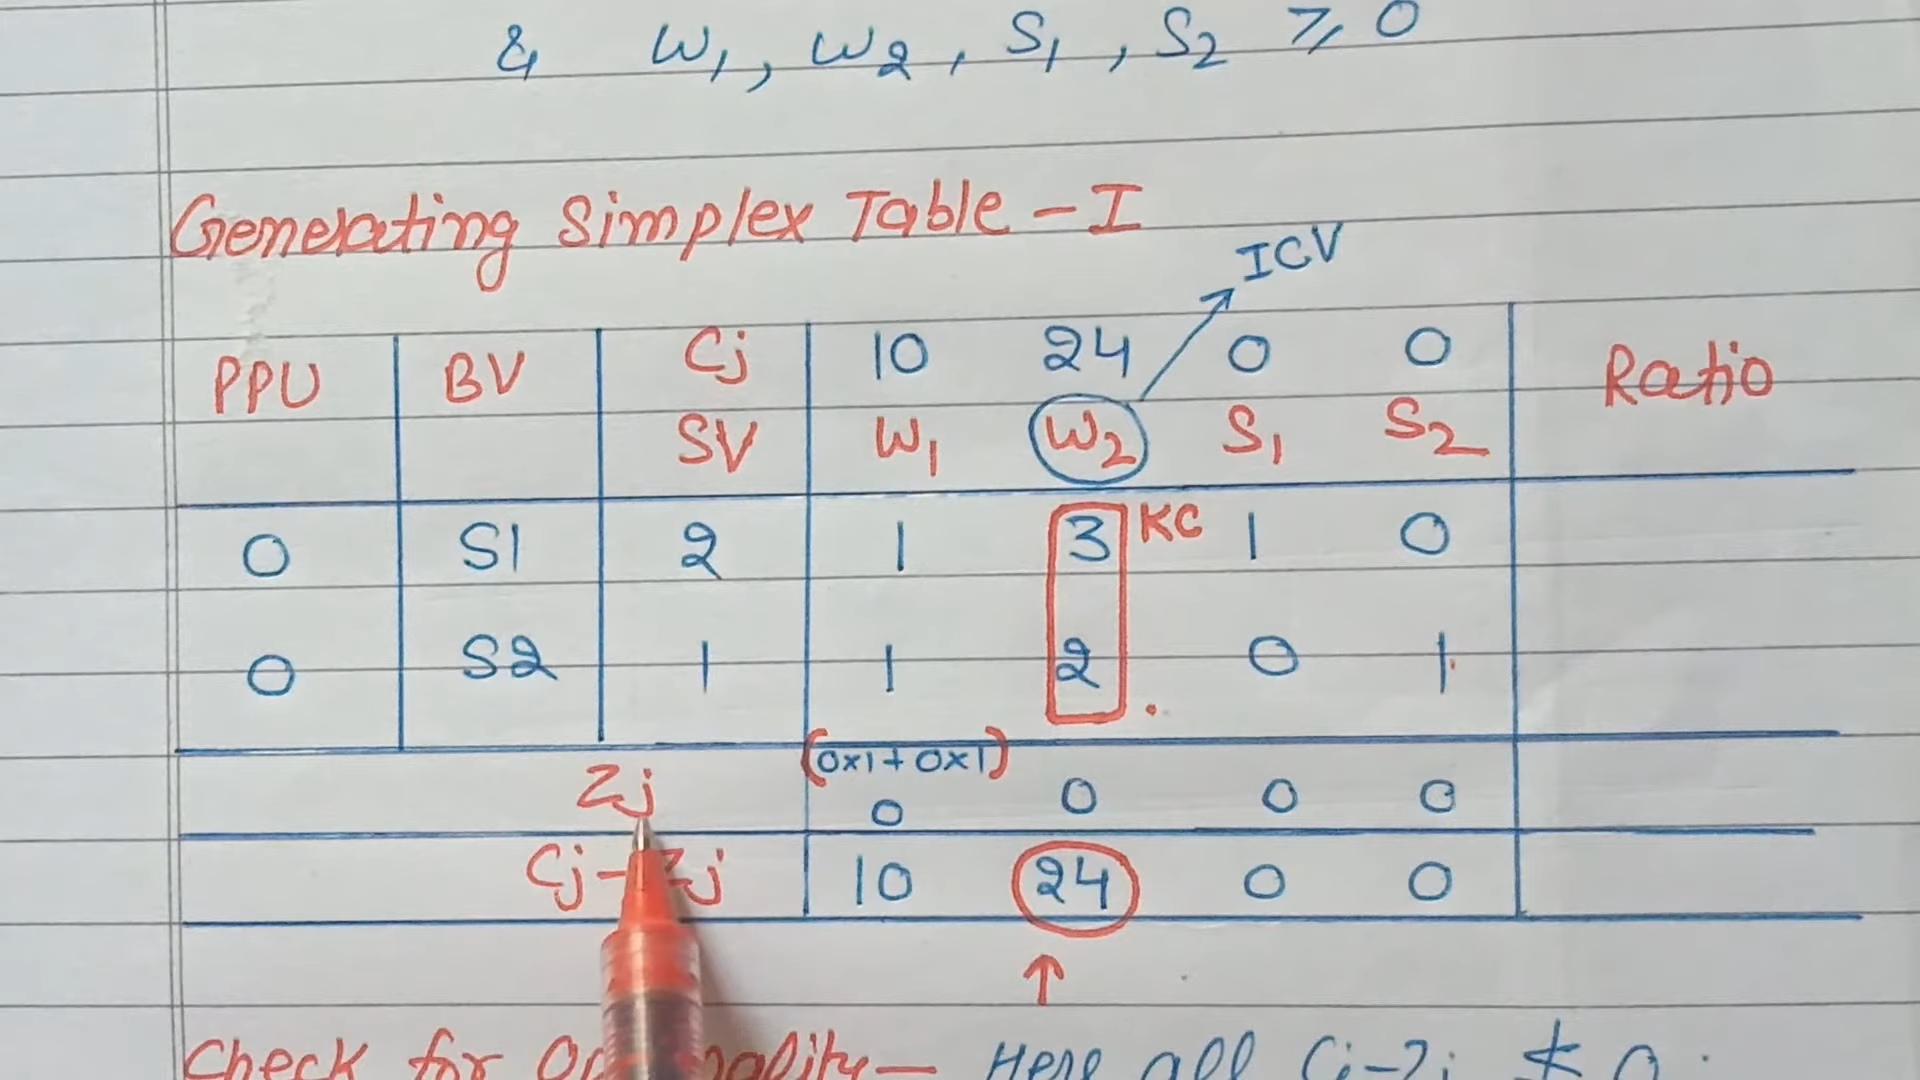 & W1, W2, S1, S2 ≥ 0
Generating Simplex Table - I
ICV
PPU BV Cj 10 24 0 0 Ratio
SV W1 W2 S1 S2
0 S1 2 1 3 KC 1 0
0 S2 1 1 2 0 1
(0x1+0x1)
Zj 0 0 0 0
Cj-Zj 10 24 0 0
↑
Check for Here all Cj-Zj ≰ 0